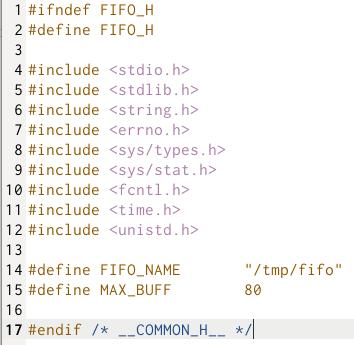 1 #ifndef FIFO_H
2 #define FIFO_H
3
4 #include <stdio.h>
5 #include <stdlib.h>
6 #include <string.h>
7 #include <errno.h>
8 #include <sys/types.h>
9 #include <sys/stat.h>
10 #include <fcntl.h>
11 #include <time.h>
12 #include <unistd.h>
13
14 #define FIFO_NAME       "/tmp/fifo"
15 #define MAX_BUFF        80
16
17 #endif /* __COMMON_H__ */